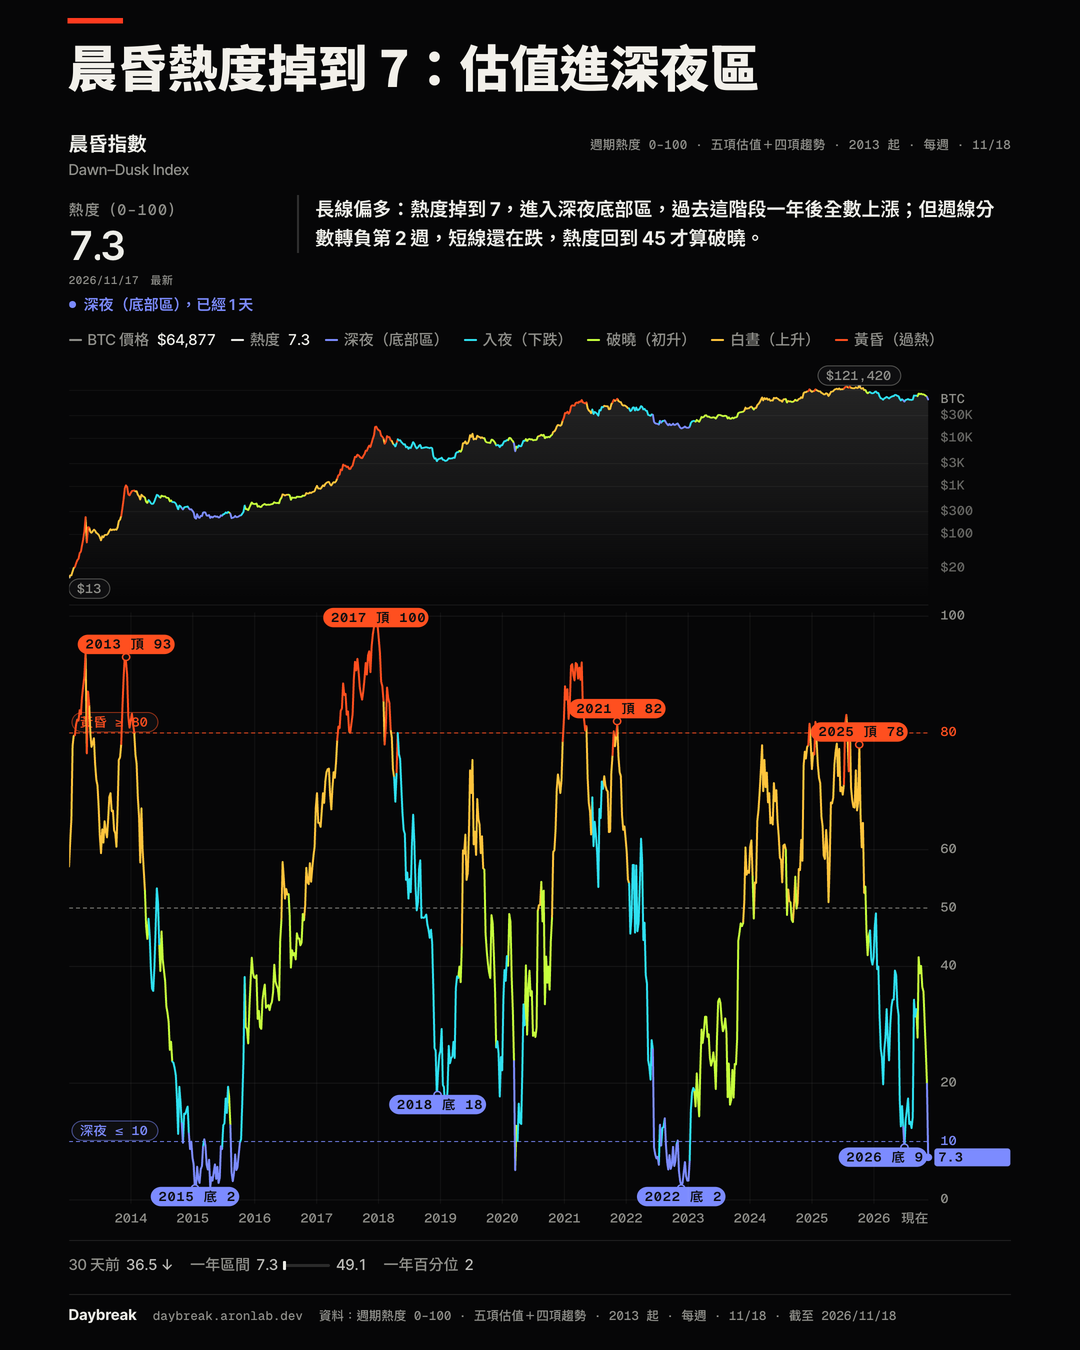 晨昏熱度掉到 7：估值進深夜區
晨昏指數
週期熱度 0-100 · 五項估值＋四項趨勢 · 2013 起 · 每週 · 11/18
Dawn–Dusk Index
熱度 (0-100)
7.3
2026/11/17 最新
深夜（底部區），已經 1 天
長線偏多：熱度掉到 7，進入深夜底部區，過去這階段一年後全數上漲；但週線分
數轉負第 2 週，短線還在跌，熱度回到 45 才算破曉。
BTC 價格 $64,877 熱度 7.3 深夜（底部區） 入夜（下跌） 破曉（初升） 白晝（上升） 黃昏（過熱）
$121,420
BTC
$30K
$10K
$3K
$1K
$300
$100
$20
$13
100
2017 頂 100
2013 頂 93
2021 頂 82
黃昏 ≥ 80
2025 頂 78
80
60
50
40
20
2018 底 18
深夜 ≤ 10
10
2026 底 9
7.3
2015 底 2
2022 底 2
0
2014 2015 2016 2017 2018 2019 2020 2021 2022 2023 2024 2025 2026 現在
30 天前 36.5 ↓ 一年區間 7.3 49.1 一年百分位 2
Daybreak daybreak.aronlab.dev 資料：週期熱度 0-100 · 五項估值＋四項趨勢 · 2013 起 · 每週 · 11/18 · 截至 2026/11/18